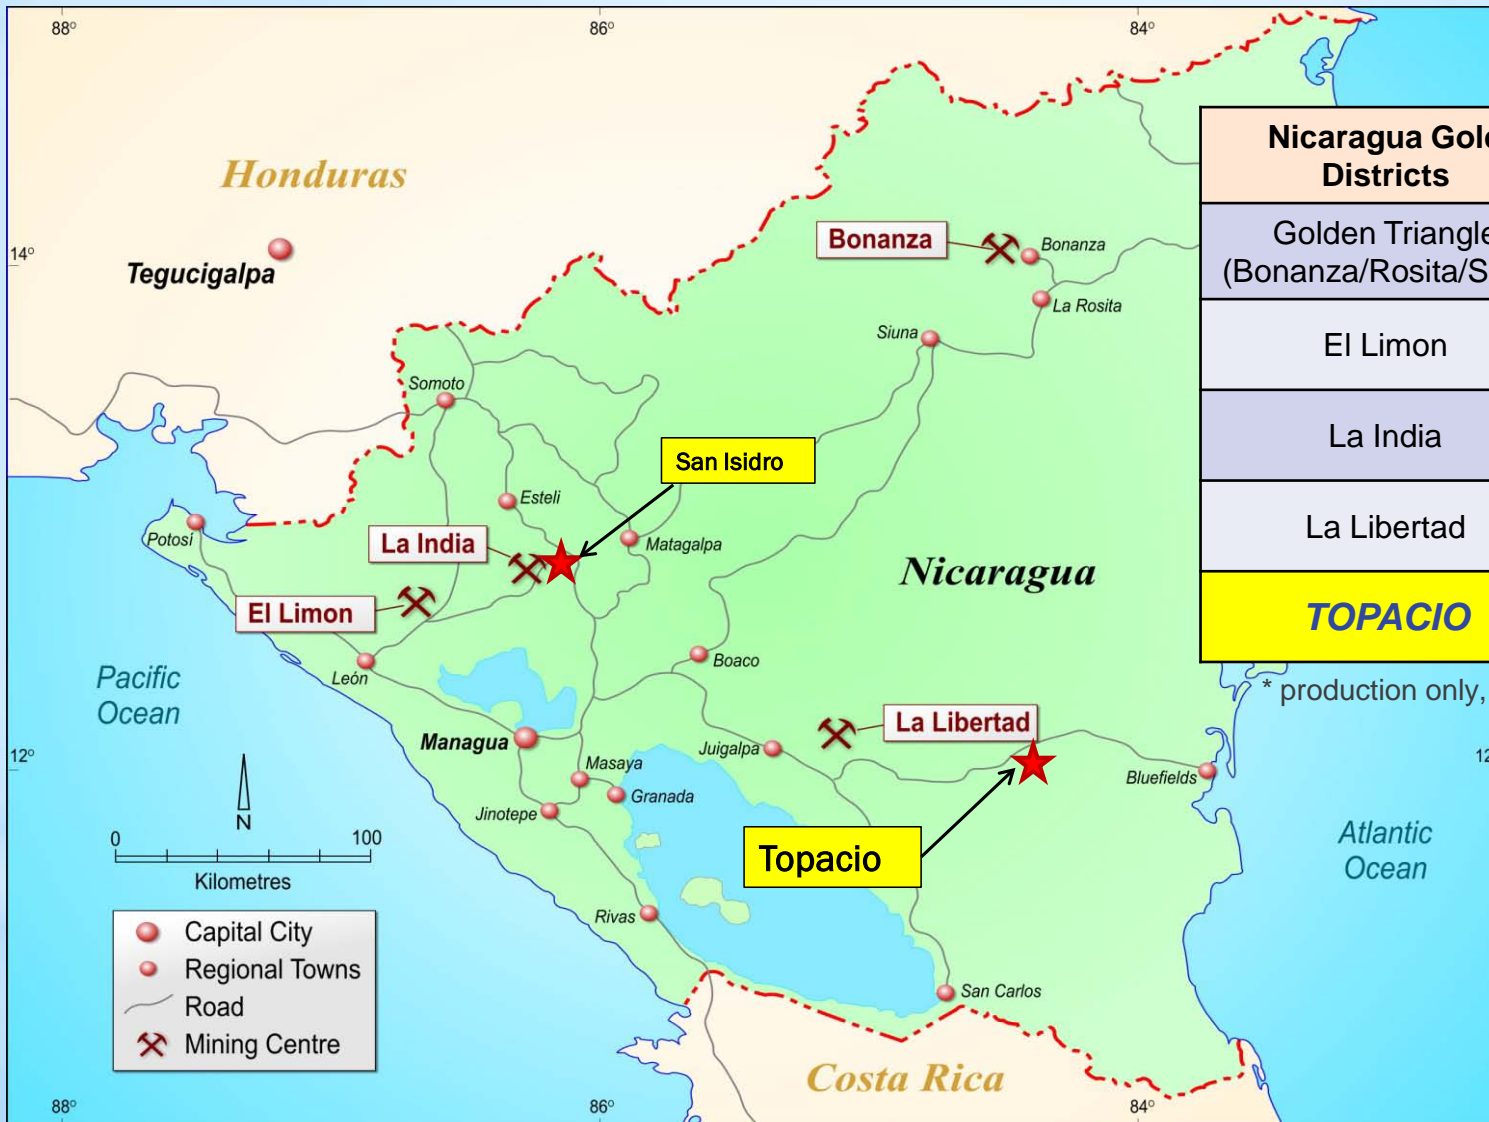 88°
86°
84°
Honduras
Nicaragua Gold
Districts
14°
Tegucigalpa
Bonanza
Bonanza
Golden Triangle
(Bonanza/Rosita/S
La Rosita
Siuna
El Limon
Somoto
San Isidro
La India
Esteli
Potosí
La India
Matagalpa
La Libertad
Nicaragua
El Limon
TOPACIO
Boaco
León
Pacific
Ocean
* production only,
La Libertad
Managua
Juigalpa
12°
12
Masaya
Bluefields
Granada
Jinotepe
N
0
100
Kilometres
Topacio
Atlantic
Ocean
Rivas
Capital City
Regional Towns
Road
Mining Centre
San Carlos
Costa Rica
88°
86°
84°